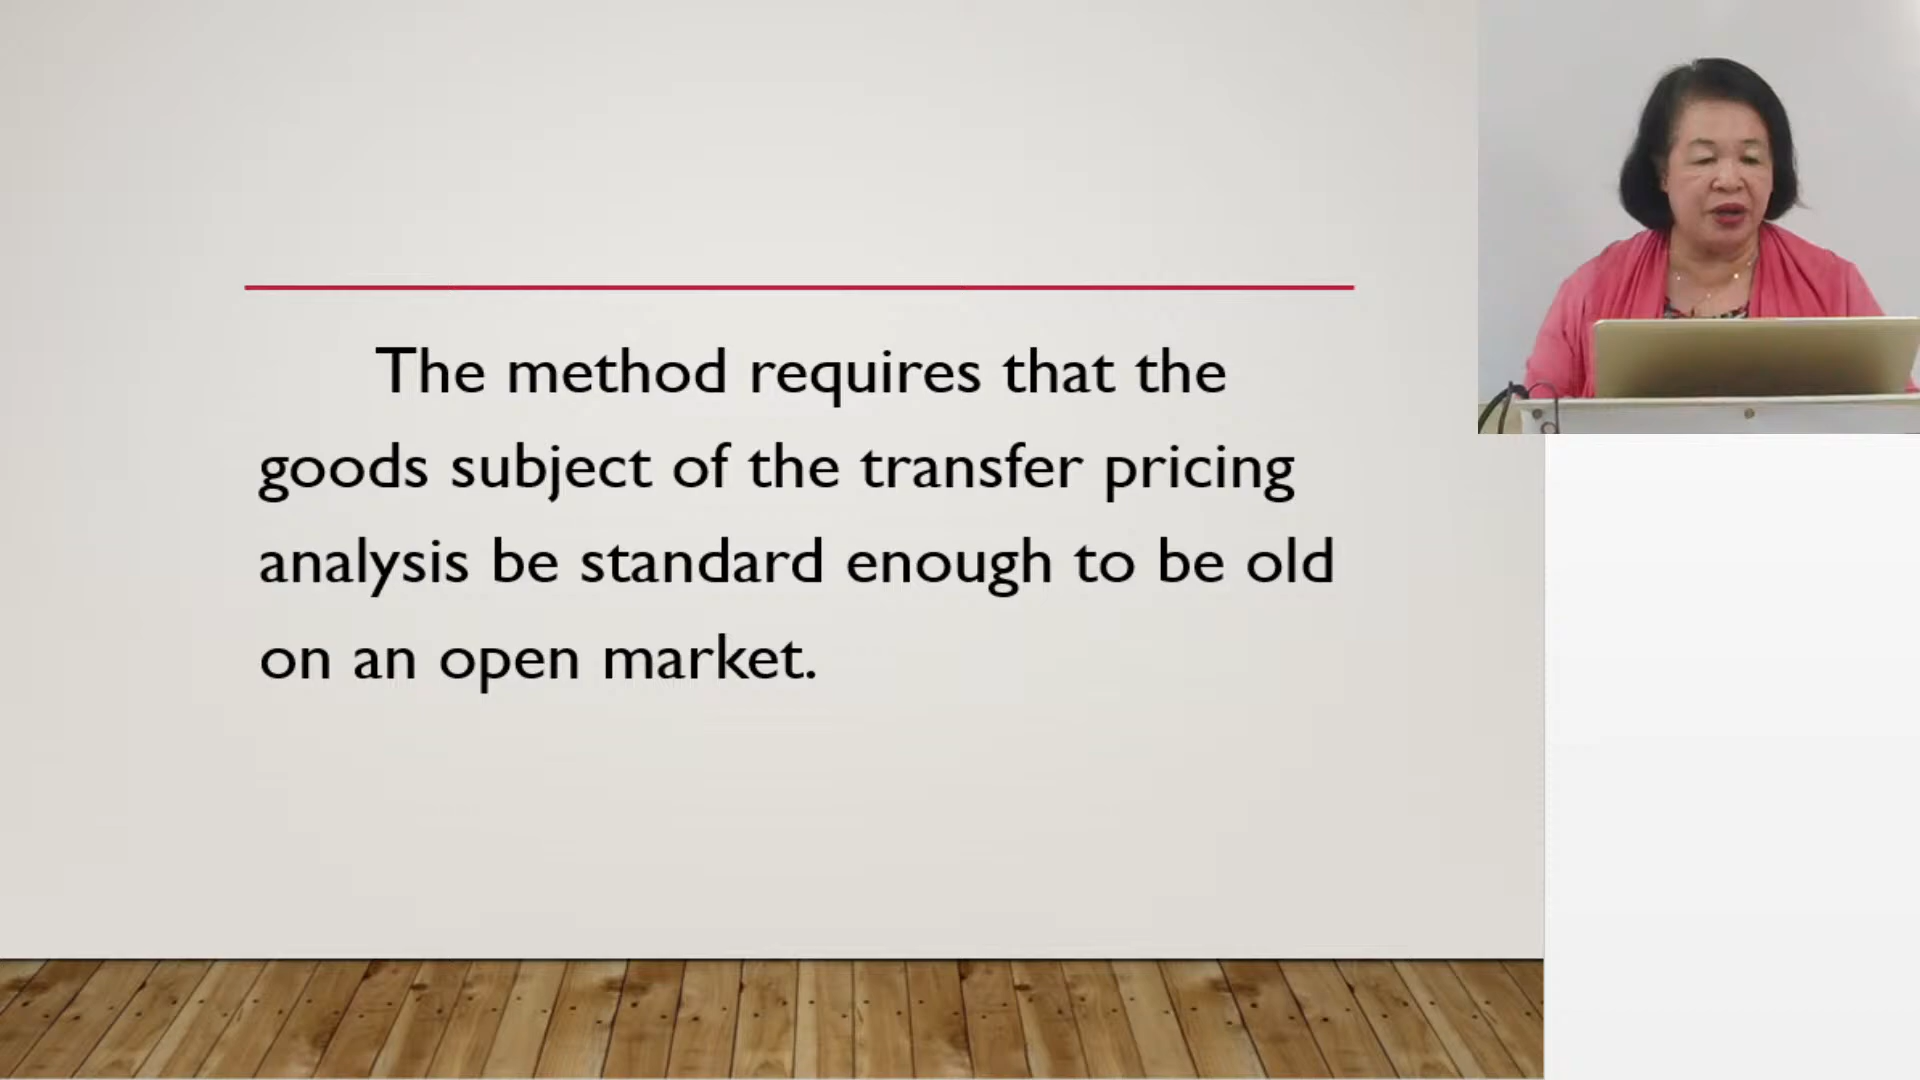 The method requires that the
goods subject of the transfer pricing
analysis be standard enough to be old
on an open market.